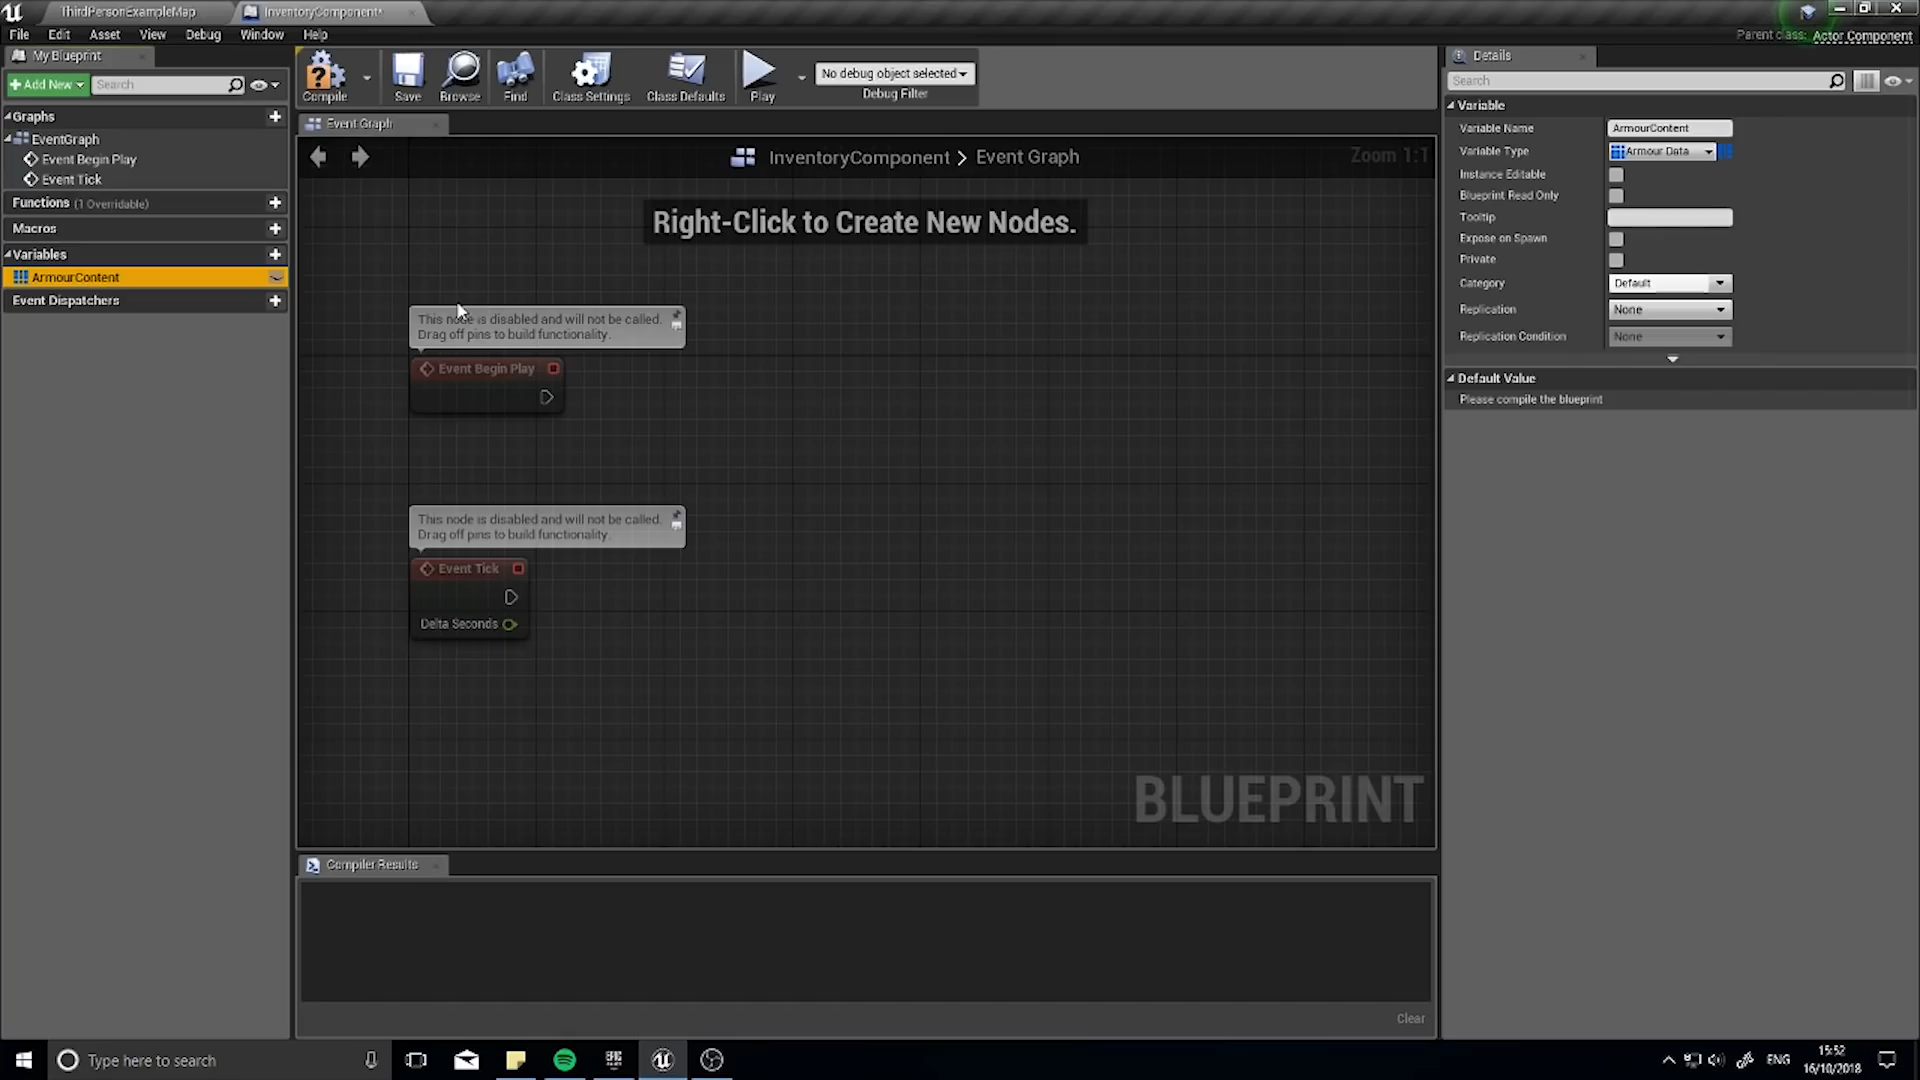 ThirdPersonExampleMap
InventoryComponent*
File Edit Asset View Debug Window Help
Parent class: Actor Component
My Blueprint
Add New
Search
Compile
Save
Browse
Find
Class Settings
Class Defaults
Play
No debug object selected
Debug Filter
Details
Search
Graphs
EventGraph
Event Begin Play
Event Tick
Functions (1 Overridable)
Macros
Variables
ArmourContent
Event Dispatchers
Event Graph
InventoryComponent > Event Graph
Zoom 1:1
Right-Click to Create New Nodes.
This node is disabled and will not be called.
Drag off pins to build functionality.
Event Begin Play
This node is disabled and will not be called.
Drag off pins to build functionality.
Event Tick
Delta Seconds
BLUEPRINT
Compiler Results
Clear
Variable
Variable Name ArmourContent
Variable Type Armour Data
Instance Editable
Blueprint Read Only
Tooltip
Expose on Spawn
Private
Category Default
Replication None
Replication Condition None
Default Value
Please compile the blueprint
Type here to search
ENG
15:52
16/10/2018